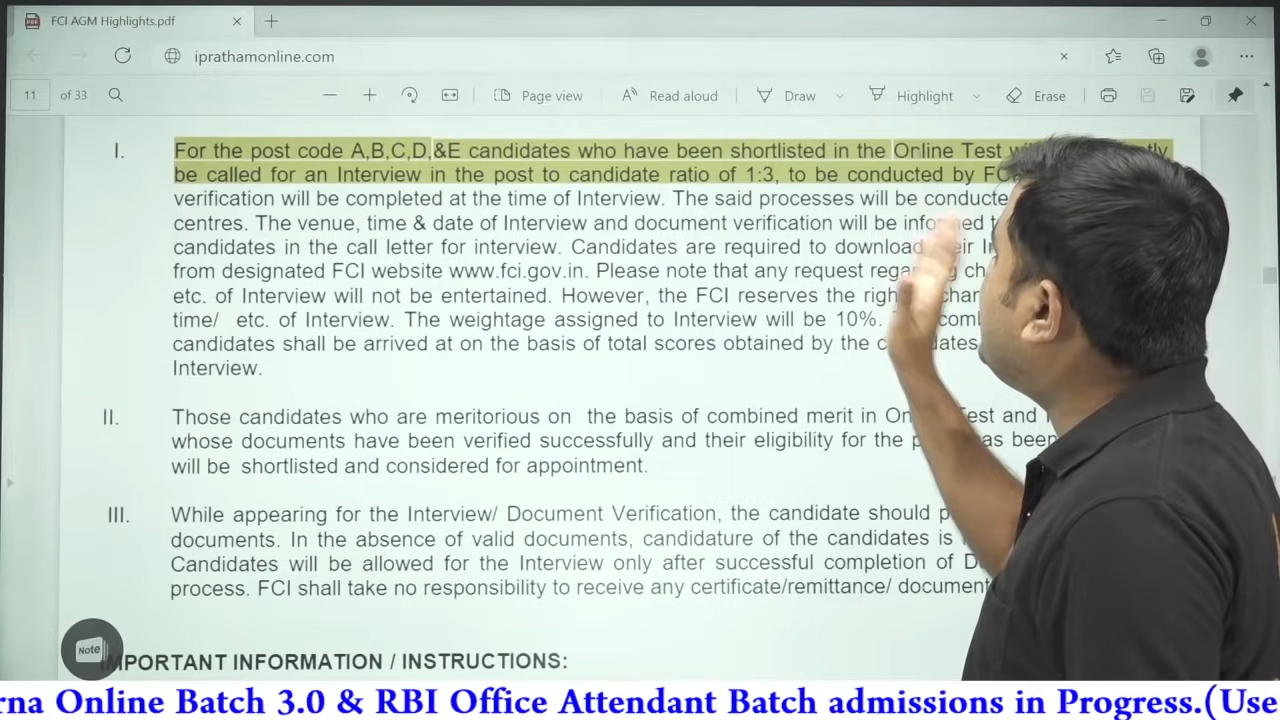 FCI AGM Highlights.pdf
iprathamonline.com
11 of 33 Page view Read aloud Draw Highlight Erase
I. For the post code A,B,C,D,&E candidates who have been shortlisted in the Online Test
be called for an Interview in the post to candidate ratio of 1:3, to be conducted by
verification will be completed at the time of Interview. The said processes will be
centres. The venue, time & date of Interview and document verification will be
candidates in the call letter for interview. Candidates are required to download
from designated FCI website www.fci.gov.in. Please note that any request
etc. of Interview will not be entertained. However, the FCI reserves the
time/ etc. of Interview. The weightage assigned to Interview will be 10%.
candidates shall be arrived at on the basis of total scores obtained by the
Interview.
II. Those candidates who are meritorious on the basis of combined merit in Test and
whose documents have been verified successfully and their eligibility for the
will be shortlisted and considered for appointment.
III. While appearing for the Interview/ Document Verification, the candidate should
documents. In the absence of valid documents, candidature of the candidates is
Candidates will be allowed for the Interview only after successful completion of
process. FCI shall take no responsibility to receive any certificate/remittance/
Note
IMPORTANT INFORMATION / INSTRUCTIONS:
Online Batch 3.0 & RBI Office Attendant Batch admissions in Progress.(Use